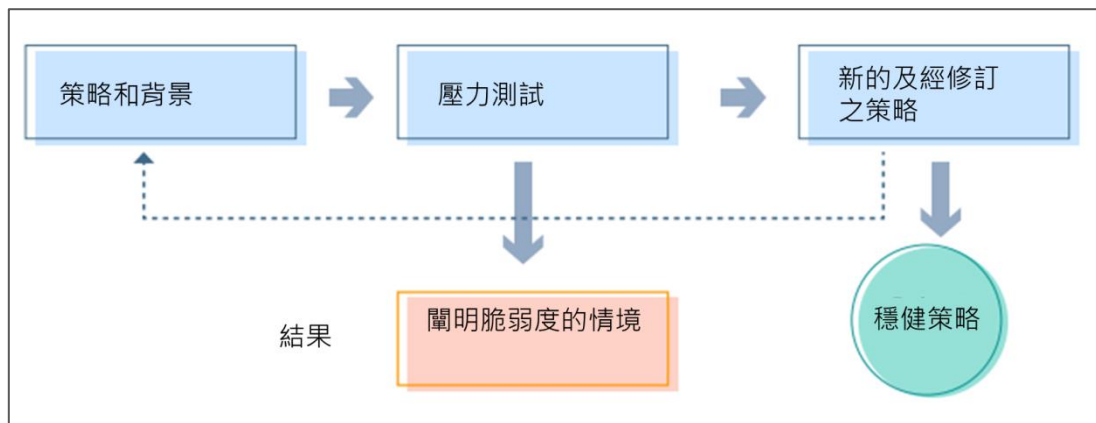 策略和背景
壓力測試
新的及經修訂
之策略
結果
闡明脆弱度的情境
穩健策略